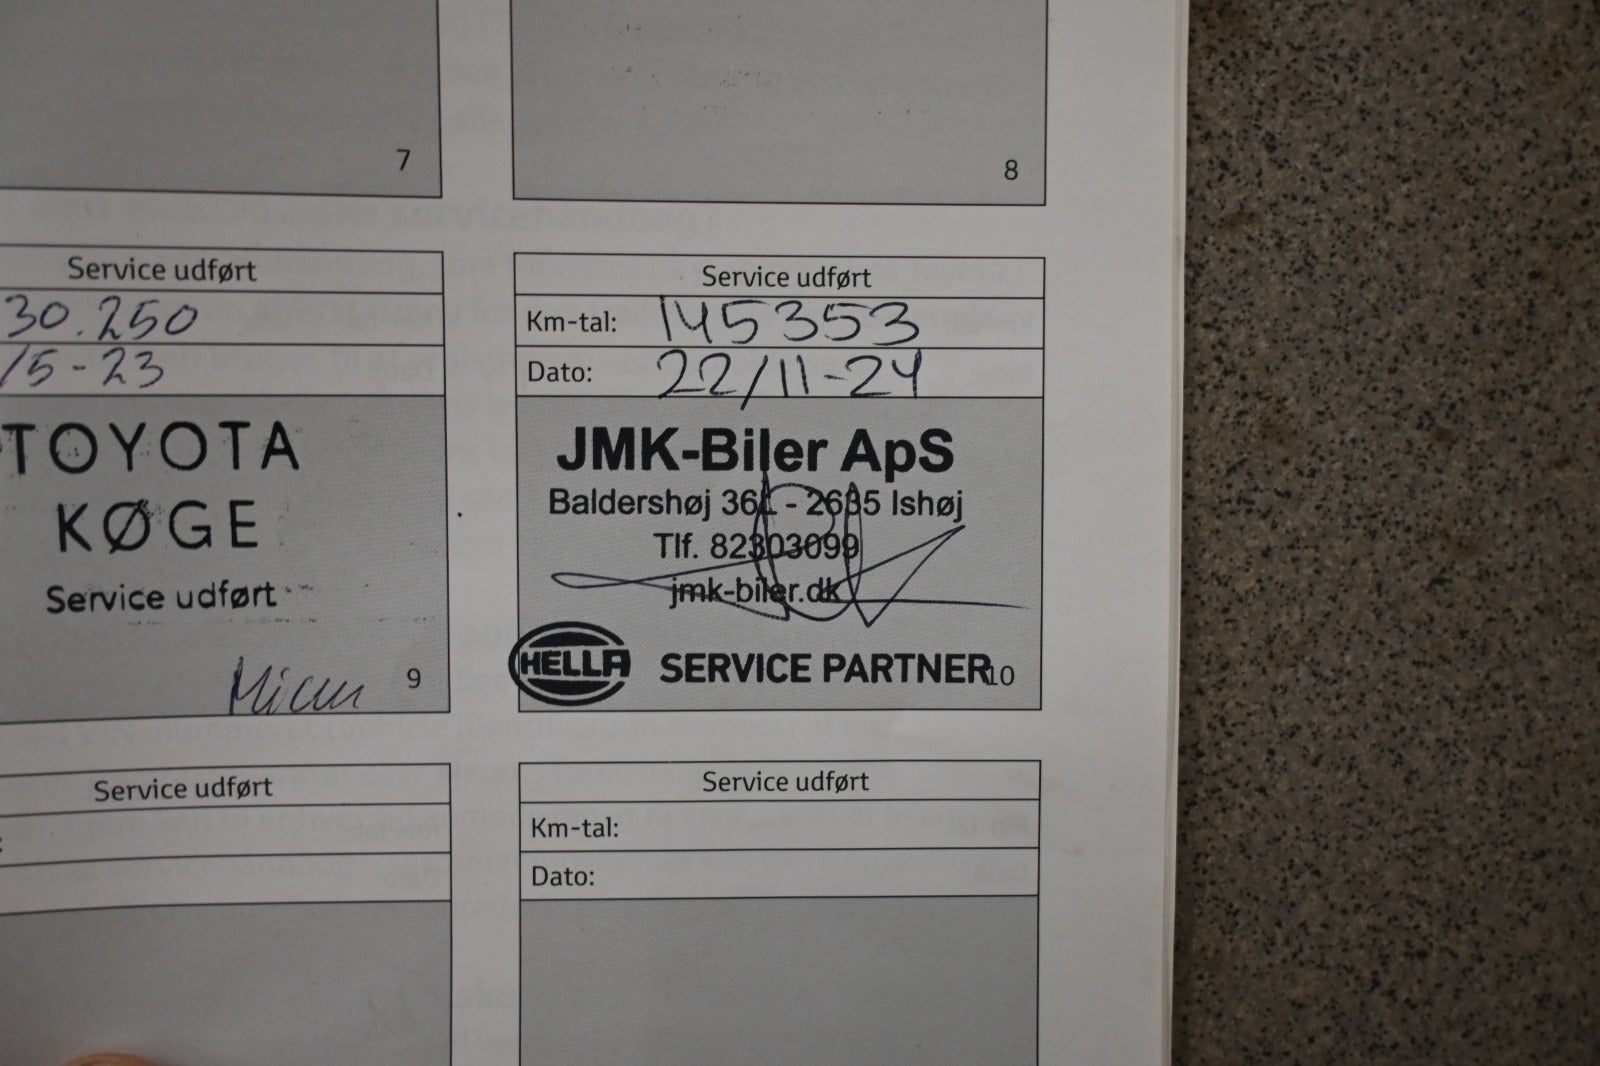 7
8
Service udført
30.250
/5-23
TOYOTA
KØGE
Service udført
9
Service udført
Km-tal: 145353
Dato: 22/11-24
JMK-Biler ApS
Baldershøj 36L - 2635 Ishøj
Tlf. 82303099
jmk-biler.dk
HELLA SERVICE PARTNER
10
Service udført
:
Service udført
Km-tal:
Dato: